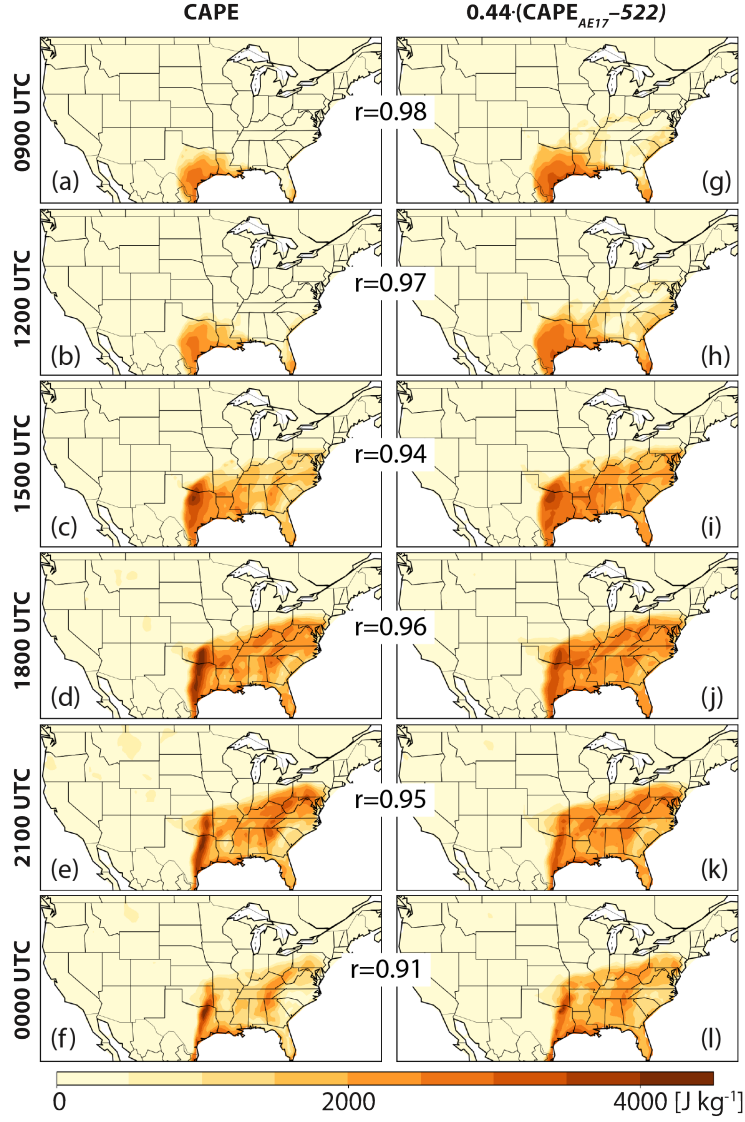 CAPE 0.44·(CAPE_AE17–522)
0900 UTC
(a) r=0.98 (g)
1200 UTC
(b) r=0.97 (h)
1500 UTC
(c) r=0.94 (i)
1800 UTC
(d) r=0.96 (j)
2100 UTC
(e) r=0.95 (k)
0000 UTC
(f) r=0.91 (l)
0 2000 4000 [J kg⁻¹]